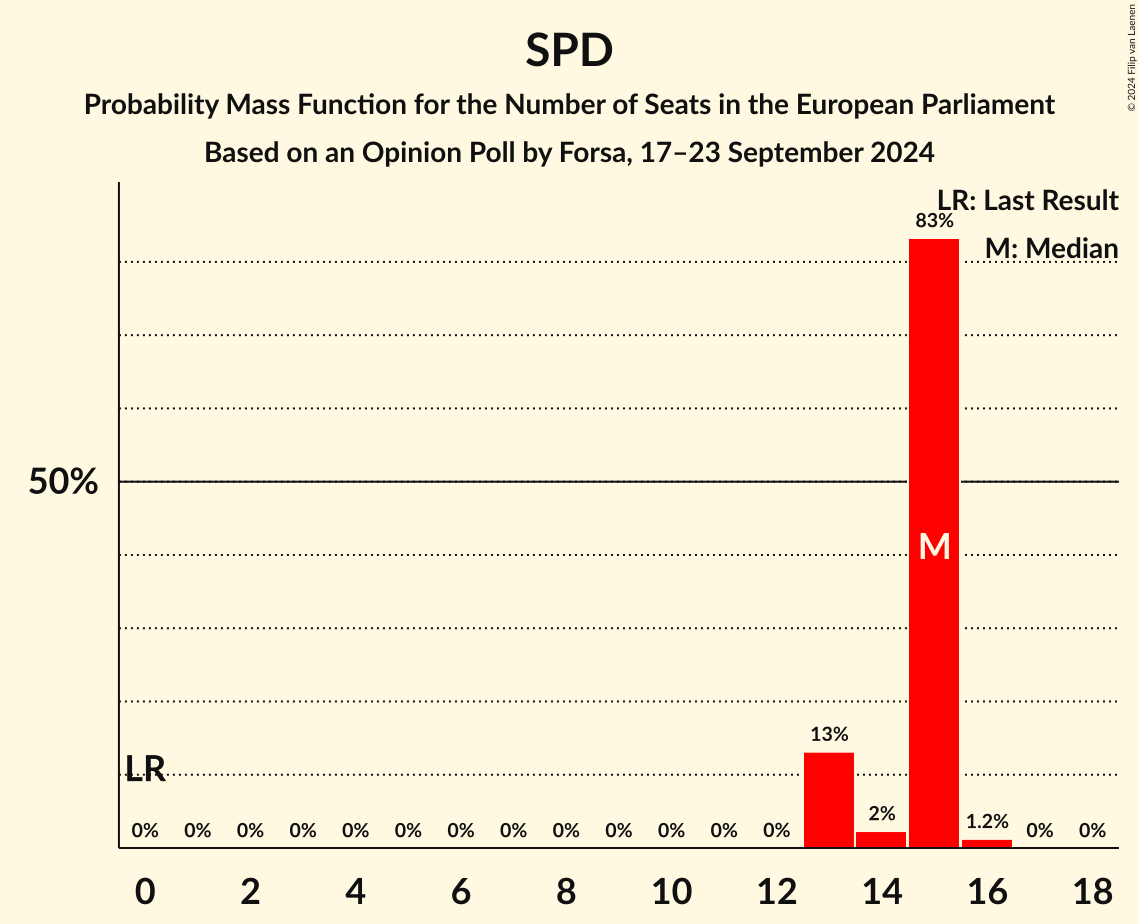 SPD
Probability Mass Function for the Number of Seats in the European Parliament
Based on an Opinion Poll by Forsa, 17–23 September 2024
© 2024 Filip van Laenen
LR: Last Result
M: Median
83%
50%
M
13%
LR
2%
1.2%
0% 0% 0% 0% 0% 0% 0% 0% 0% 0% 0% 0% 0% 0% 0%
0 2 4 6 8 10 12 14 16 18